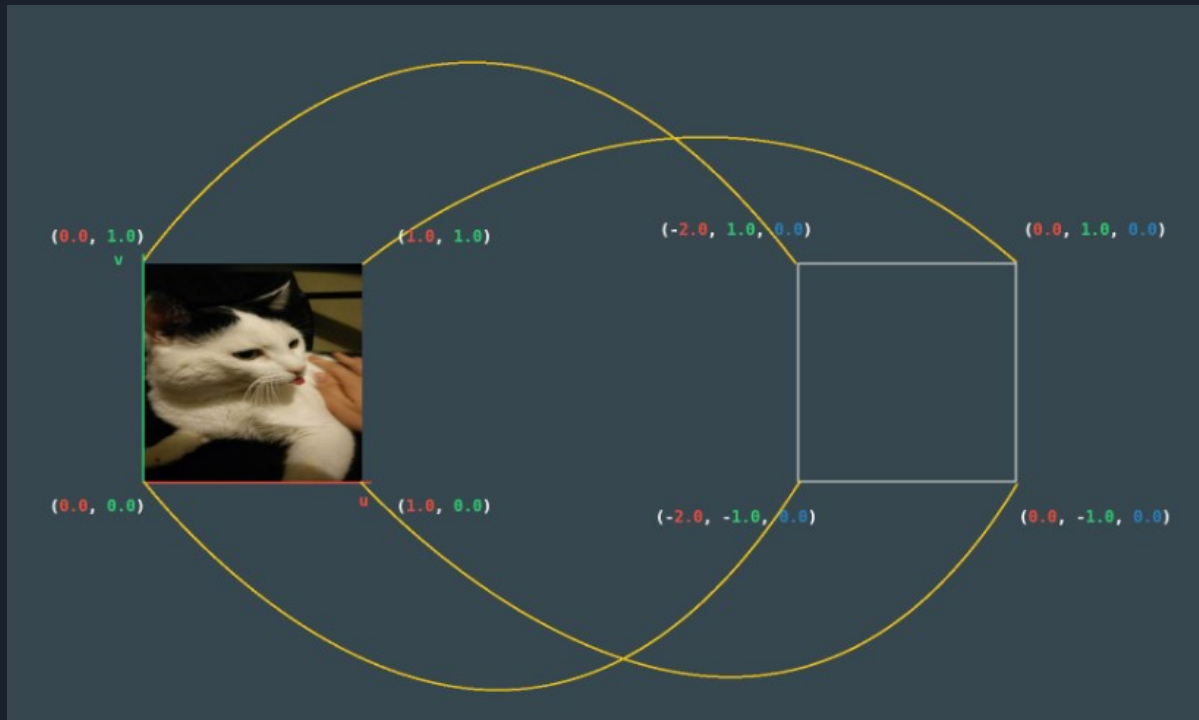 (0.0, 1.0)
(1.0, 1.0)
(-2.0, 1.0, 0.0)
(0.0, 1.0, 0.0)
v
(0.0, 0.0)
u
(1.0, 0.0)
(-2.0, -1.0, 0.0)
(0.0, -1.0, 0.0)